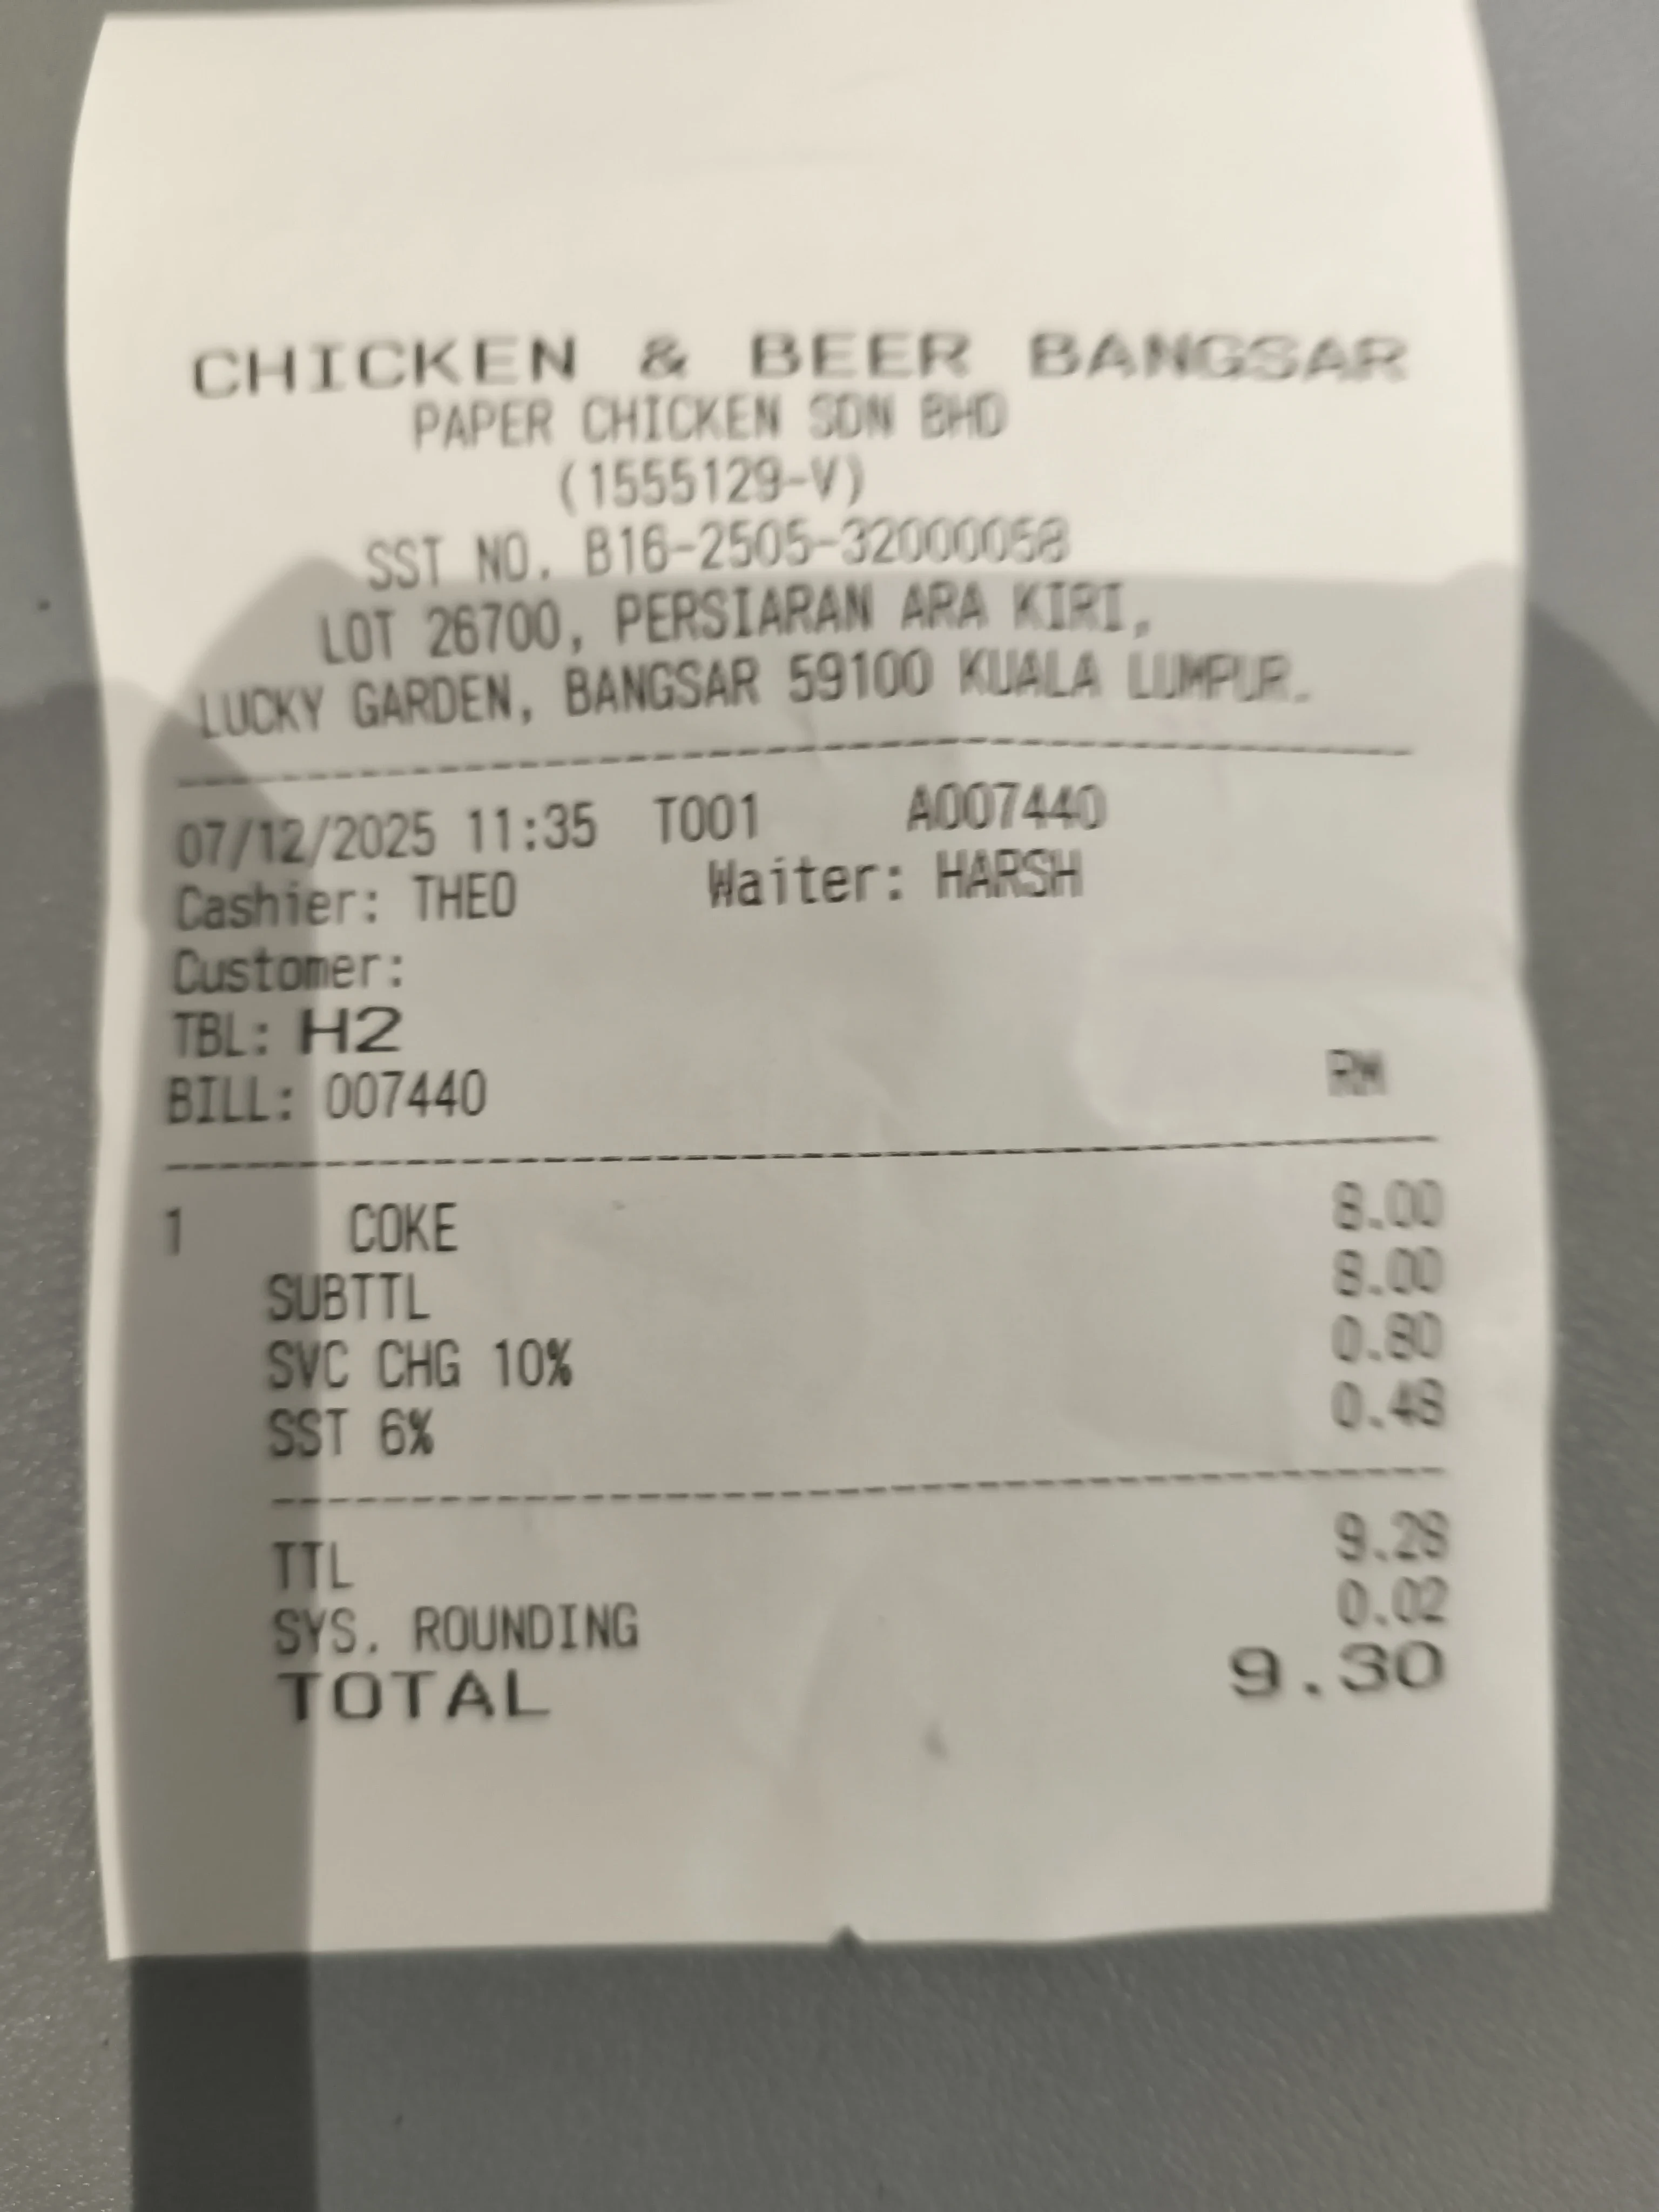 CHICKEN & BEER BANGSAR
PAPER CHICKEN SDN BHD
(1555129-V)
SST NO. B16-2505-32000058
LOT 26700, PERSIARAN ARA KIRI,
LUCKY GARDEN, BANGSAR 59100 KUALA LUMPUR.
07/12/2025 11:35 T001 A007440
Cashier: THEO Waiter: HARSH
Customer:
TBL: H2
BILL: 007440 RM
1 COKE 8.00
SUBTTL 8.00
SVC CHG 10% 0.80
SST 6% 0.48
TTL 9.28
SYS. ROUNDING 0.02
TOTAL 9.30